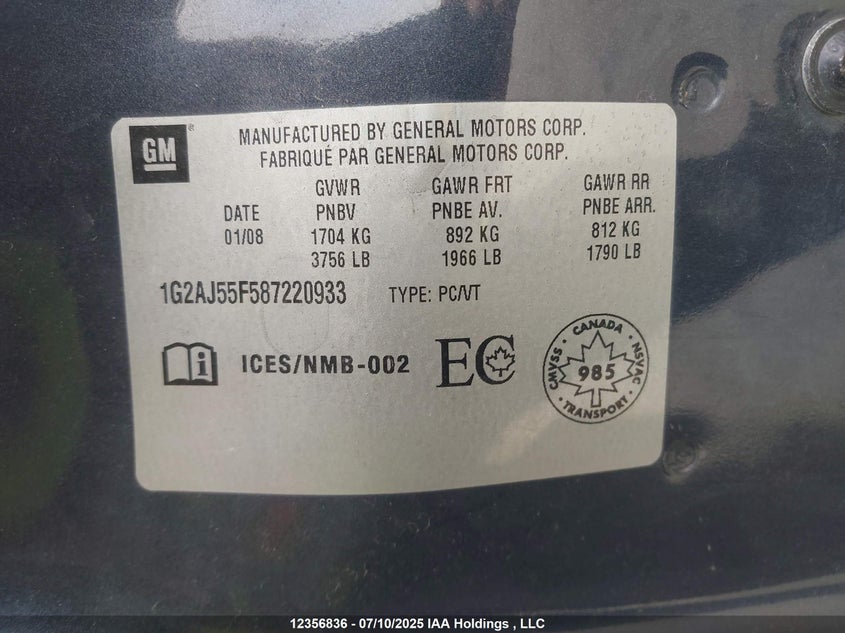 GM®
MANUFACTURED BY GENERAL MOTORS CORP.
FABRIQUÉ PAR GENERAL MOTORS CORP.
GVWR GAWR FRT GAWR RR
DATE PNBV PNBE AV. PNBE ARR.
01/08 1704 KG 892 KG 812 KG
3756 LB 1966 LB 1790 LB
1G2AJ55F587220933 TYPE: PC/VT
i ICES/NMB-002 EC
CANADA
CMVSS 985 NSVAC
TRANSPORT
12356836 - 07/10/2025 IAA Holdings , LLC